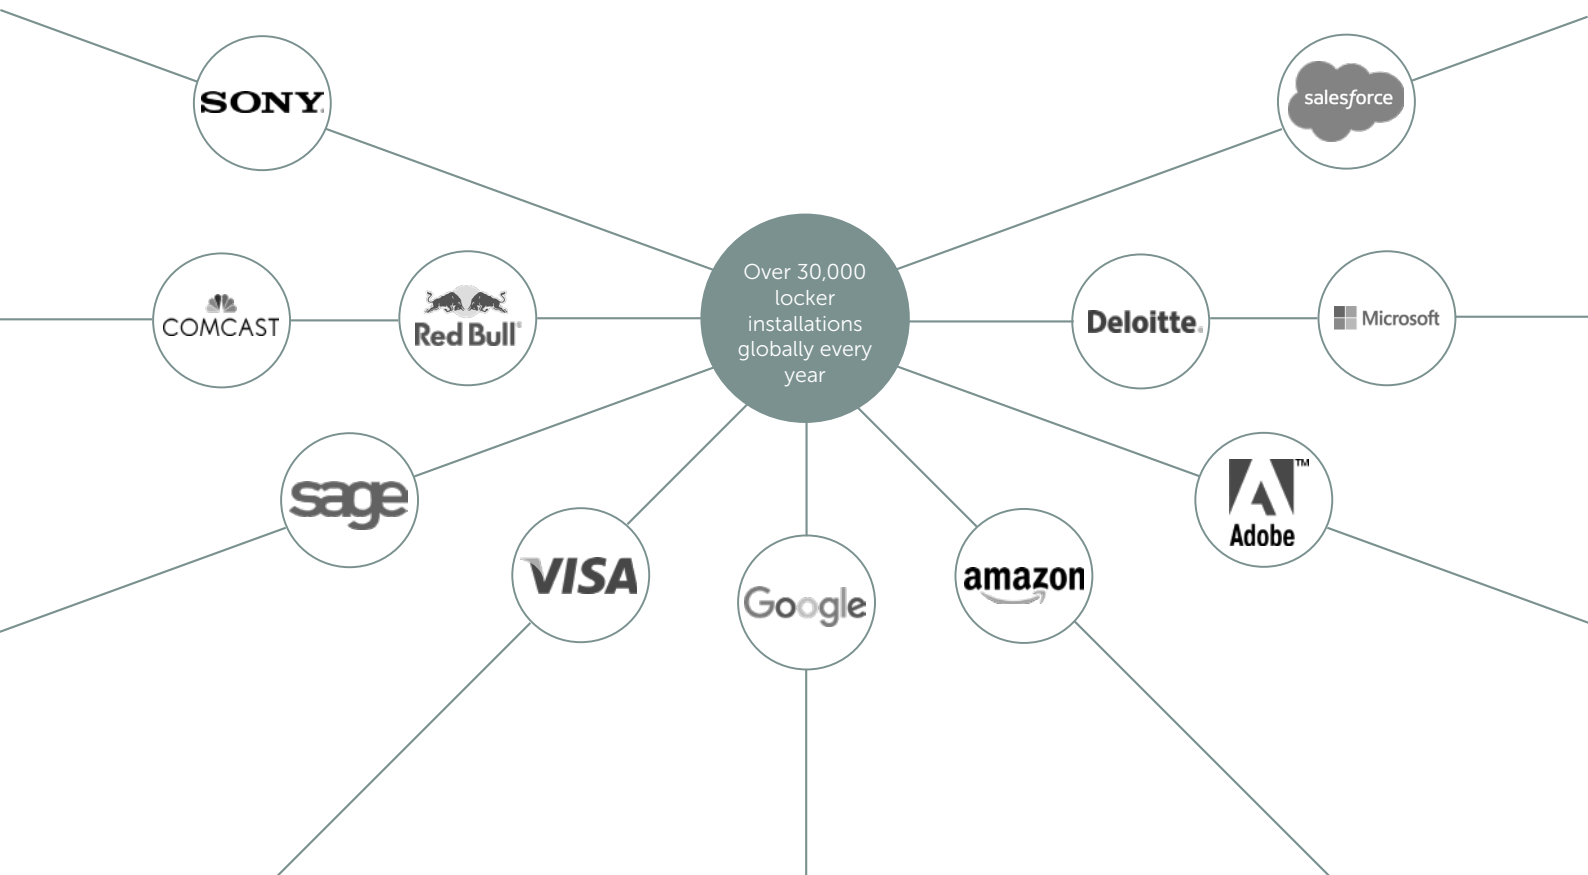 SONY
salesforce
Over 30,000
locker
installations
globally every
year
COMCAST
Red Bull®
Deloitte.
Microsoft
sage
VISA
Google
amazon
Adobe™